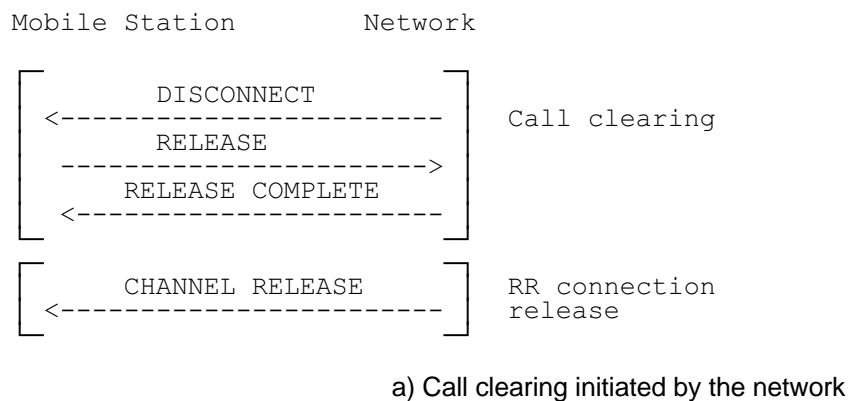 Mobile Station Network
DISCONNECT
<------------------------ Call clearing
RELEASE
----------------------->
RELEASE COMPLETE
<-----------------------
CHANNEL RELEASE RR connection
<------------------------ release
a) Call clearing initiated by the network